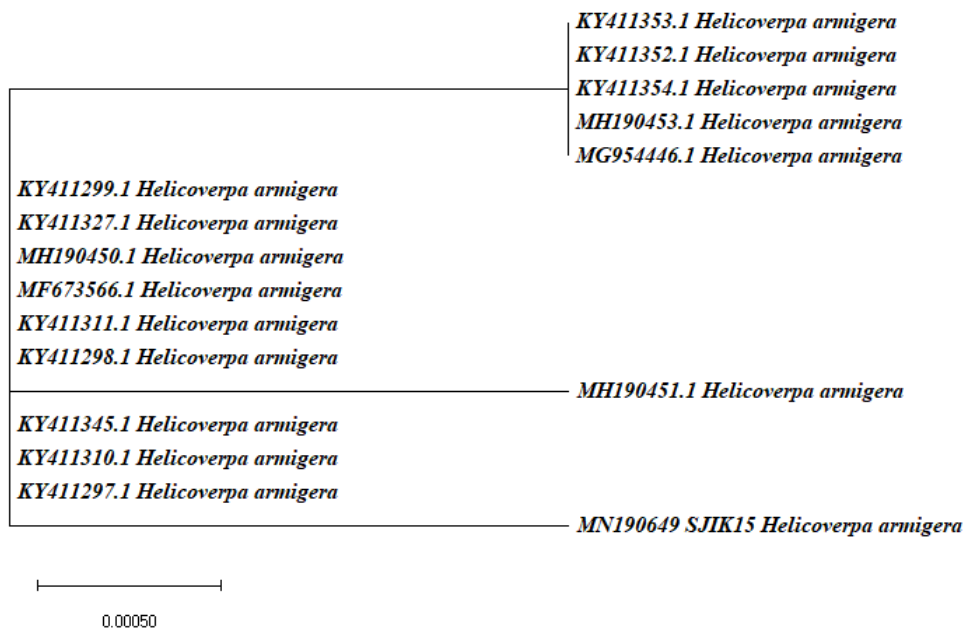 KY411353.1 Helicoverpa armigera
KY411352.1 Helicoverpa armigera
KY411354.1 Helicoverpa armigera
MH190453.1 Helicoverpa armigera
MG954446.1 Helicoverpa armigera
KY411299.1 Helicoverpa armigera
KY411327.1 Helicoverpa armigera
MH190450.1 Helicoverpa armigera
MF673566.1 Helicoverpa armigera
KY411311.1 Helicoverpa armigera
KY411298.1 Helicoverpa armigera
MH190451.1 Helicoverpa armigera
KY411345.1 Helicoverpa armigera
KY411310.1 Helicoverpa armigera
KY411297.1 Helicoverpa armigera
MN190649 SJIK15 Helicoverpa armigera
0.00050